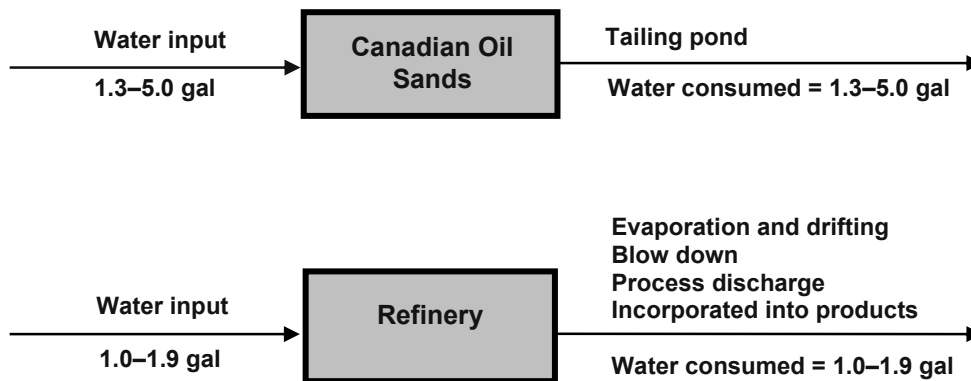 Water input
1.3–5.0 gal
Canadian Oil
Sands
Tailing pond
Water consumed = 1.3–5.0 gal
Water input
1.0–1.9 gal
Refinery
Evaporation and drifting
Blow down
Process discharge
Incorporated into products
Water consumed = 1.0–1.9 gal